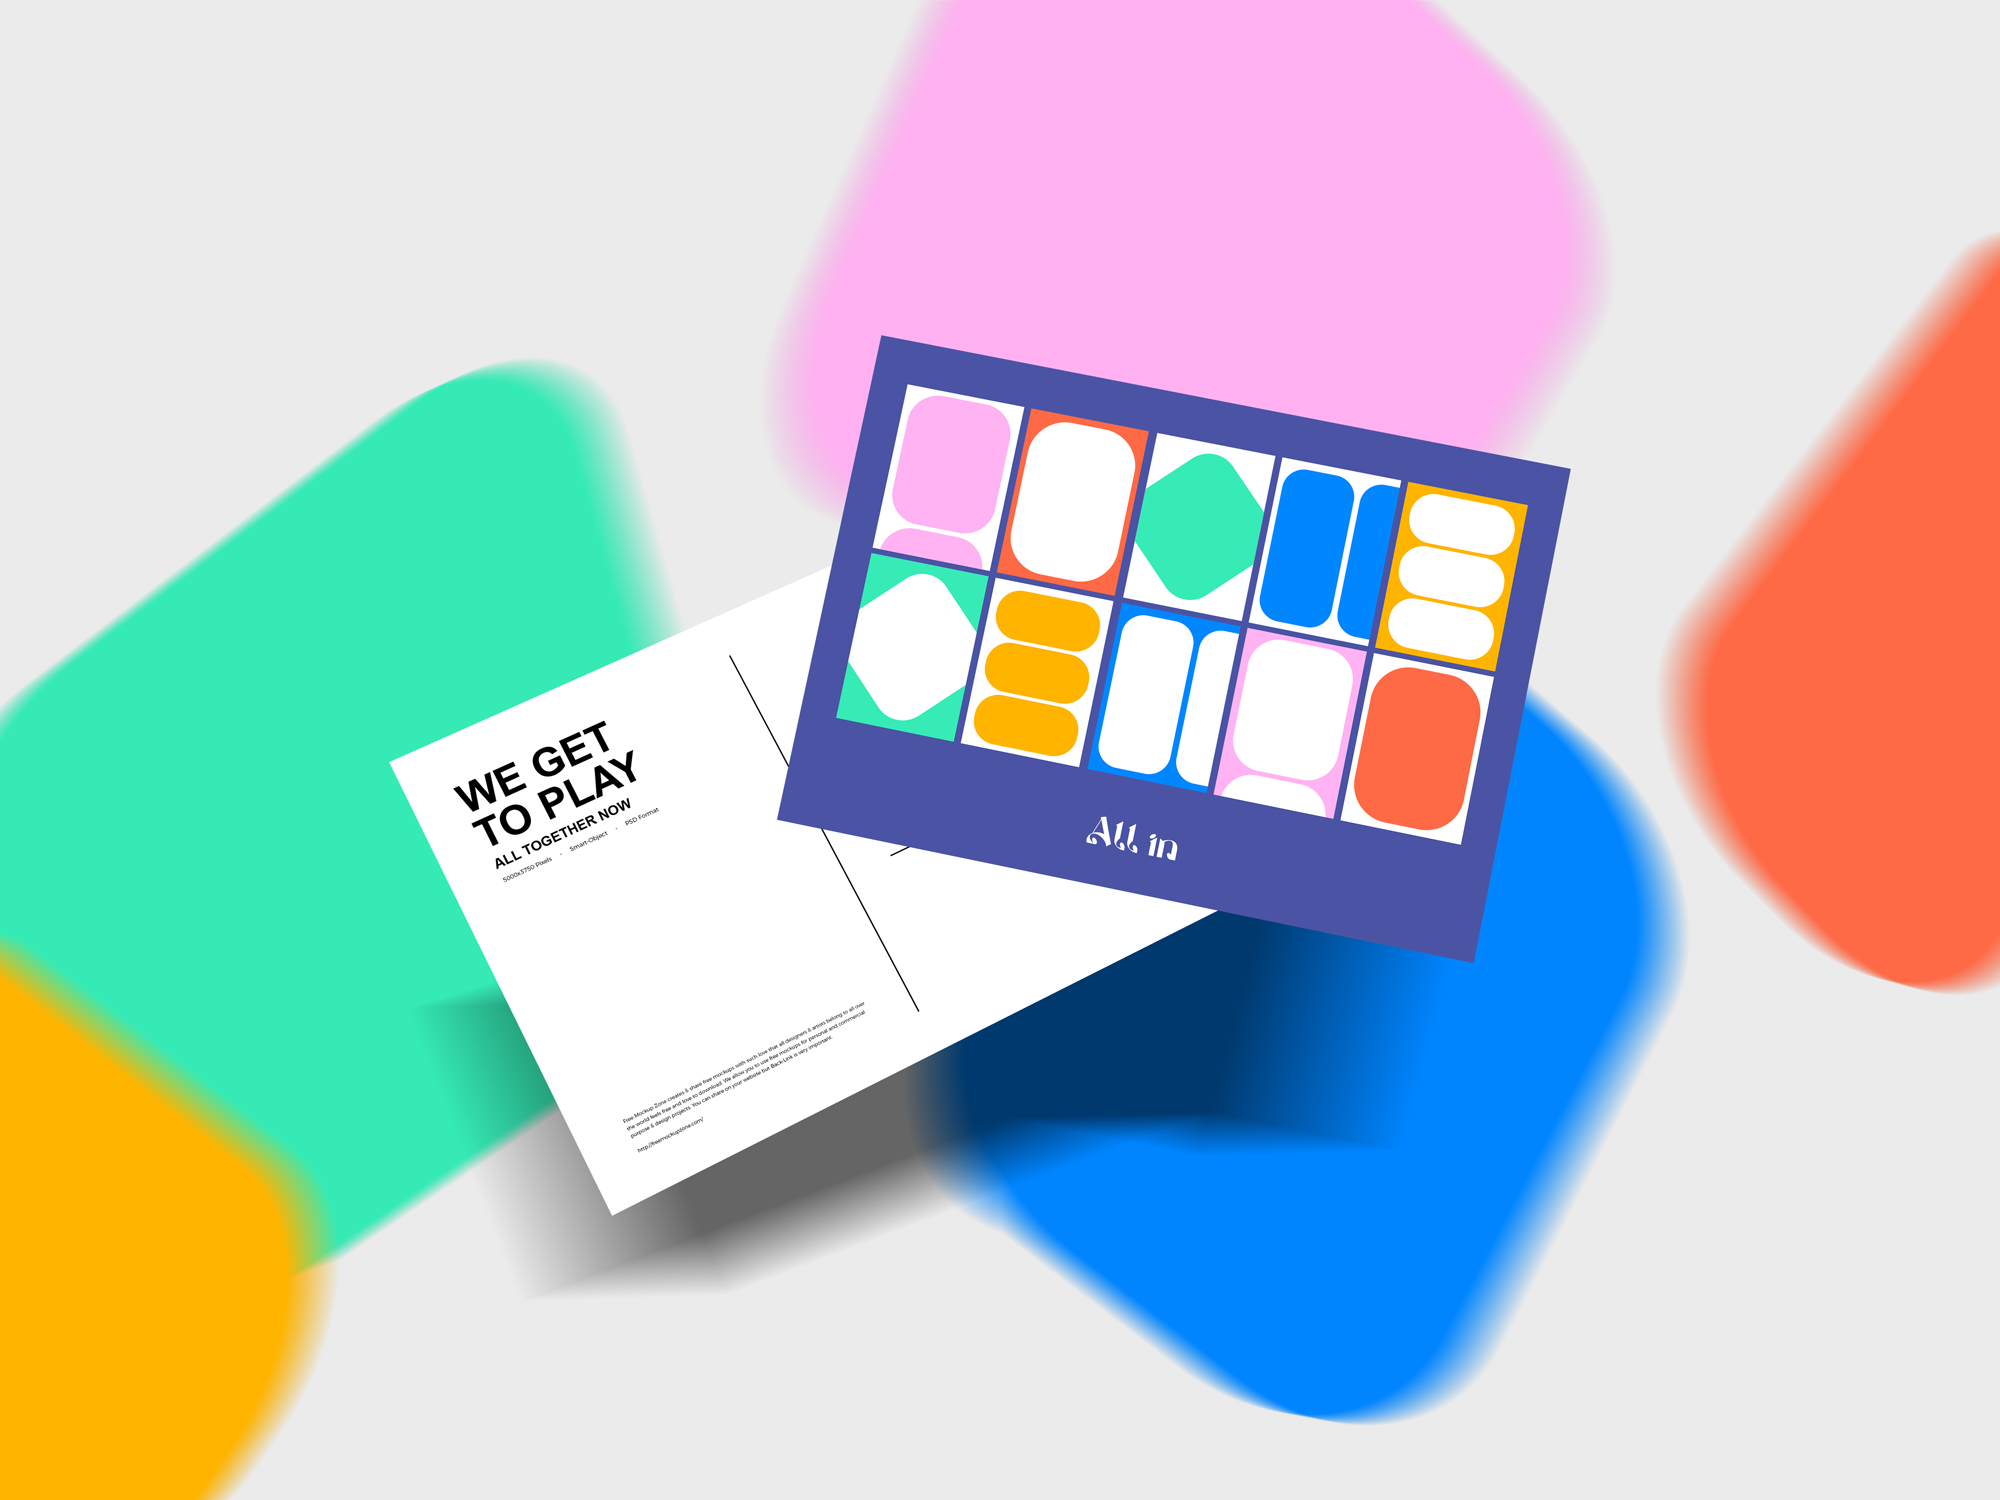 WE GET
TO PLAY
ALL TOGETHER NOW
5000x3750 Pixels - Smart-Object - PSD Format
Free Mockup Zone creates & share free mockups with such love that all designers & artists belong to all over
the world feels free and love to download. We allow you to use free mockups for personal and commercial
purpose & design projects. You can share on your website but Back-Link is very important.
http://freemockupzone.com/
All in